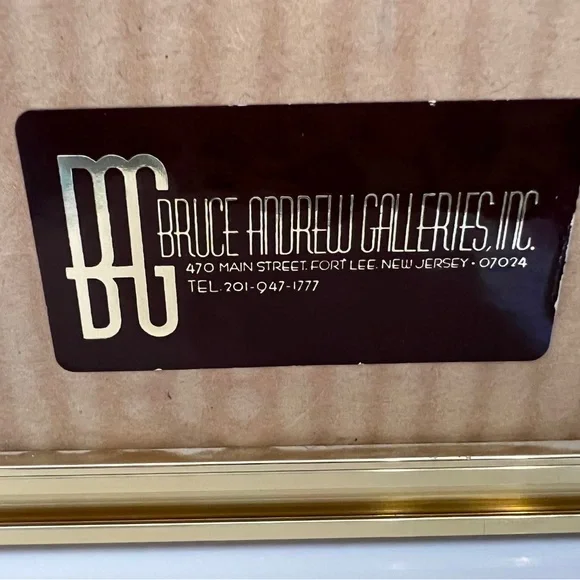 BAG
BRUCE ANDREW GALLERIES, INC.
470 MAIN STREET, FORT LEE, NEW JERSEY • 07024
TEL. 201-947-1777